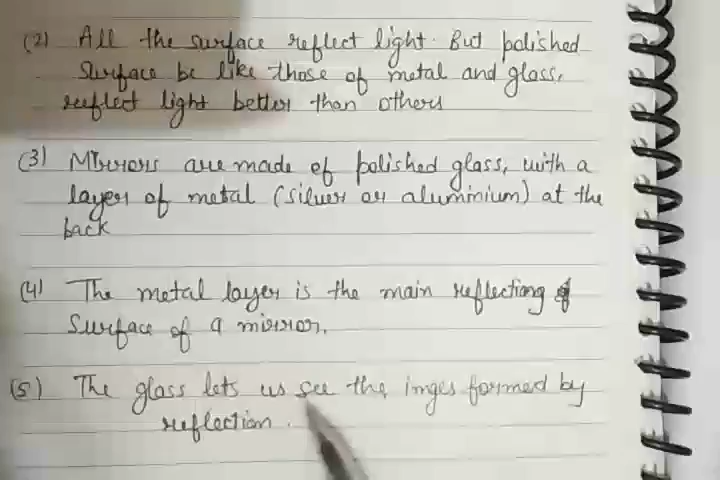 (2) All the surface reflect light. But polished
surface be like those of metal and glass,
reeflect light better than others
(3) Mirrors are made of polished glass, with a
layer of metal (silver or aluminium) at the
back
(4) The metal layer is the main reflecting
Surface of a mirror.
(5) The glass lets us see the imges formed by
reflection.